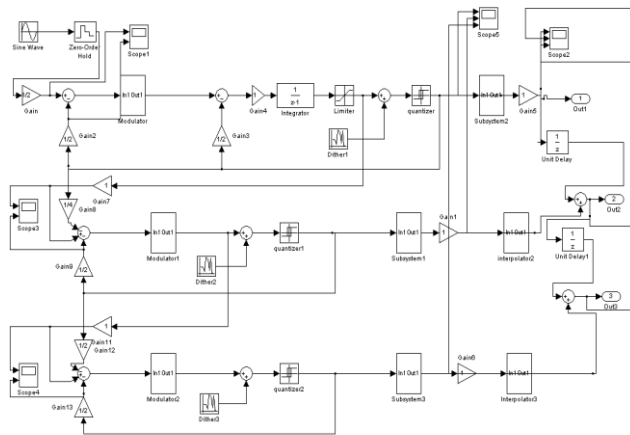 Sine Wave
Zero-Order
Hold
Scope1
Scope5
Scope2
1/2
Gain
In1 Out1
Modulator
1
Gain4
1
z-1
Integrator
Limiter
quantizer
In1 Out1
Subsystem2
1
Gain5
1
Out1
1/2
Gain2
1/2
Gain3
Dither1
1
z
Unit Delay
1
Gain7
1/4
Gain8
Scope3
2
Out2
In1 Out1
Modulator1
quantizer1
In1 Out1
Subsystem1
1
Gain1
In1 Out1
interpolator2
1
z
Unit Delay1
1/2
Gain9
Dither2
3
Out3
1
Gain11
1/2
Gain12
Scope4
In1 Out1
Modulator2
quantizer2
In1 Out1
Subsystem3
Gain6
In1 Out1
Interpolator3
1/2
Gain13
Dither3